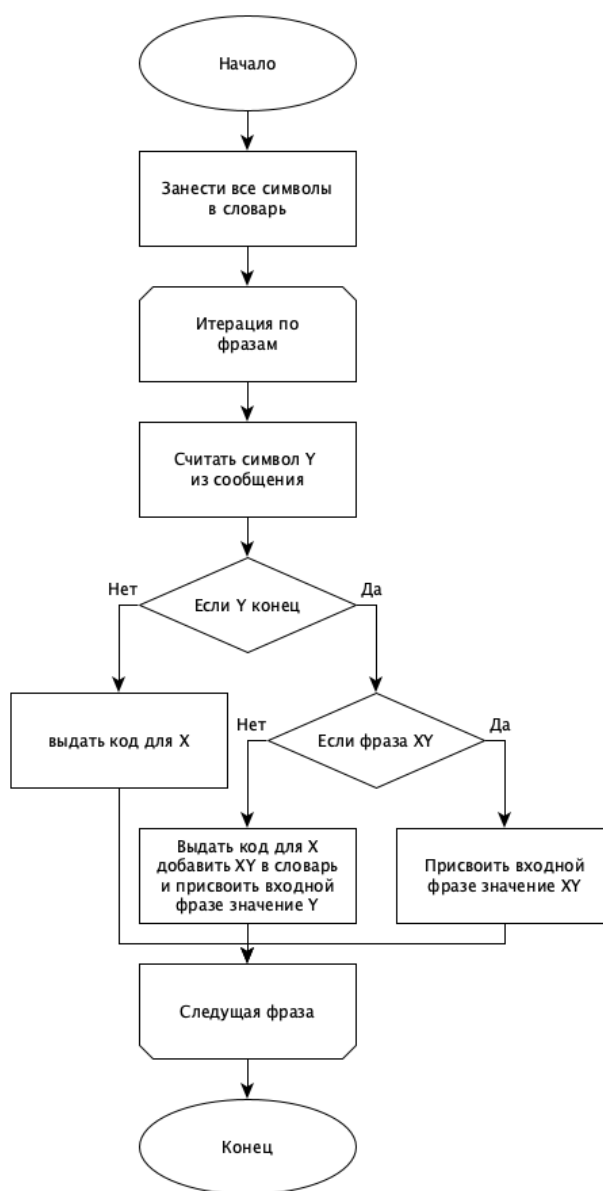 Начало
Занести все символы
в словарь
Итерация по
фразам
Считать символ Y
из сообщения
Нет
Если Y конец
Да
выдать код для X
Нет
Если фраза XY
Да
Выдать код для X
добавить XY в словарь
и присвоить входной
фразе значение Y
Присвоить входной
фразе значение XY
Следущая фраза
Конец